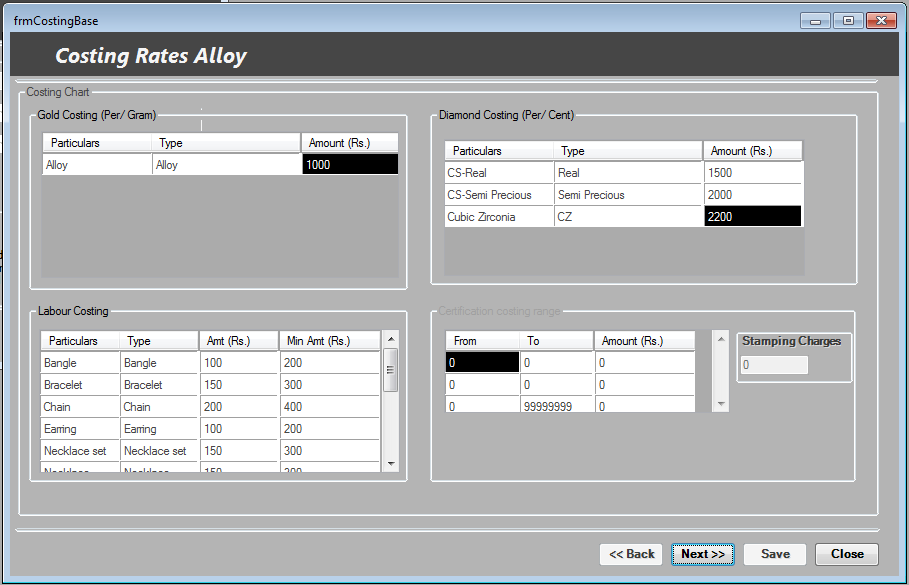 frmCostingBase
Costing Rates Alloy
Costing Chart
Gold Costing (Per/ Gram)
Particulars Type Amount (Rs.)
Alloy Alloy 1000
Diamond Costing (Per/ Cent)
Particulars Type Amount (Rs.)
CS-Real Real 1500
CS-Semi Precious Semi Precious 2000
Cubic Zirconia CZ 2200
Labour Costing
Particulars Type Amt (Rs.) Min Amt (Rs.)
Bangle Bangle 100 200
Bracelet Bracelet 150 300
Chain Chain 200 400
Earring Earring 100 200
Necklace set Necklace set 150 300
Certification costing range
From To Amount (Rs.)
0 0 0
0 0 0
0 99999999 0
Stamping Charges
0
<< Back Next >> Save Close